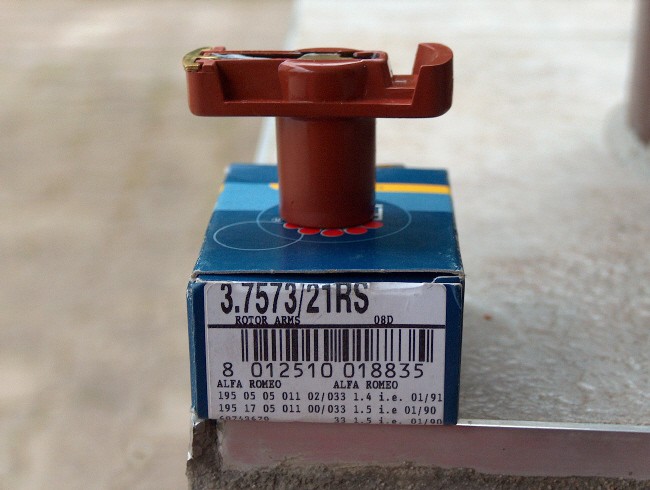 3.7573/21RS
ROTOR ARMS 08D
8 012510 018835
ALFA ROMEO ALFA ROMEO
195 05 05 011 02/033 1.4 i.e. 01/91
195 17 05 011 00/033 1.5 i.e 01/90
33 1.5 i.e. 01/90